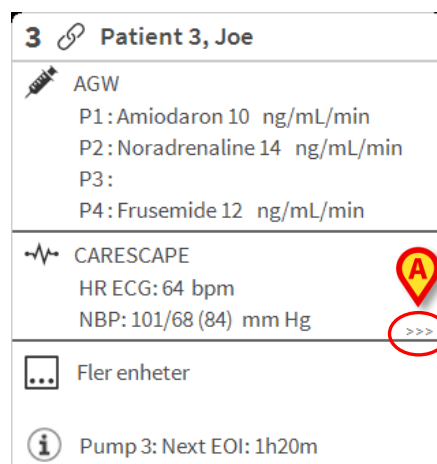 3 Patient 3, Joe
AGW
P1: Amiodaron 10 ng/mL/min
P2: Noradrenaline 14 ng/mL/min
P3:
P4: Frusemide 12 ng/mL/min
CARESCAPE
HR ECG: 64 bpm
A
NBP: 101/68 (84) mm Hg >>>
... Fler enheter
i Pump 3: Next EOI: 1h20m